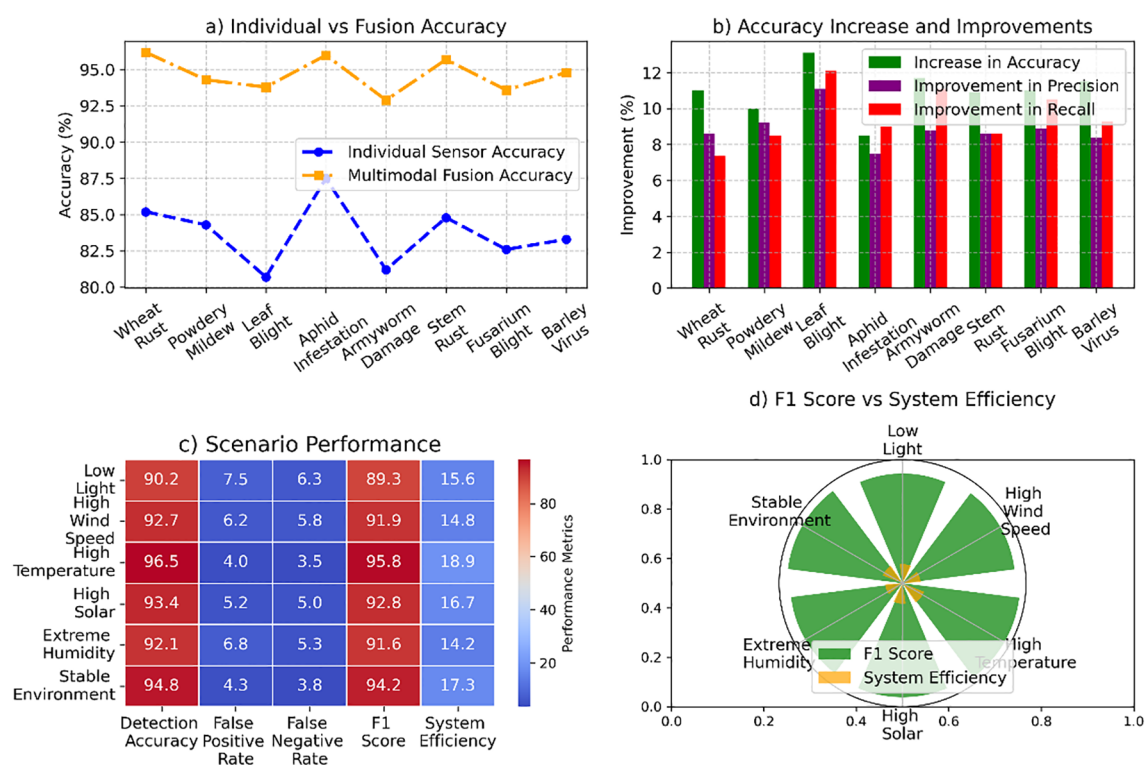 a) Individual vs Fusion Accuracy
Accuracy (%)
95.0
92.5
90.0
87.5
85.0
82.5
80.0
Individual Sensor Accuracy
Multimodal Fusion Accuracy
Wheat
Rust
Powdery
Mildew
Leaf
Blight
Aphid
Infestation
Armyworm
Damage
Stem
Rust
Fusarium
Blight
Barley
Virus
b) Accuracy Increase and Improvements
Improvement (%)
12
10
8
6
4
2
0
Increase in Accuracy
Improvement in Precision
Improvement in Recall
Wheat
Rust
Powdery
Mildew
Leaf
Blight
Aphid
Infestation
Armyworm
Damage
Stem
Rust
Fusarium
Blight
Barley
Virus
c) Scenario Performance
Low
Light
High
Wind
Speed
High
Temperature
High
Solar
Extreme
Humidity
Stable
Environment
90.2 7.5 6.3 89.3 15.6
92.7 6.2 5.8 91.9 14.8
96.5 4.0 3.5 95.8 18.9
93.4 5.2 5.0 92.8 16.7
92.1 6.8 5.3 91.6 14.2
94.8 4.3 3.8 94.2 17.3
Detection
Accuracy
False
Positive
Rate
False
Negative
Rate
F1
Score
System
Efficiency
80
60
40
20
Performance Metrics
d) F1 Score vs System Efficiency
Low
Light
High
Wind
Speed
Stable
Environment
Extreme
Humidity
High
Temperature
High
Solar
F1 Score
System Efficiency
1.0
0.8
0.6
0.4
0.2
0.0
0.0 0.2 0.4 0.6 0.8 1.0